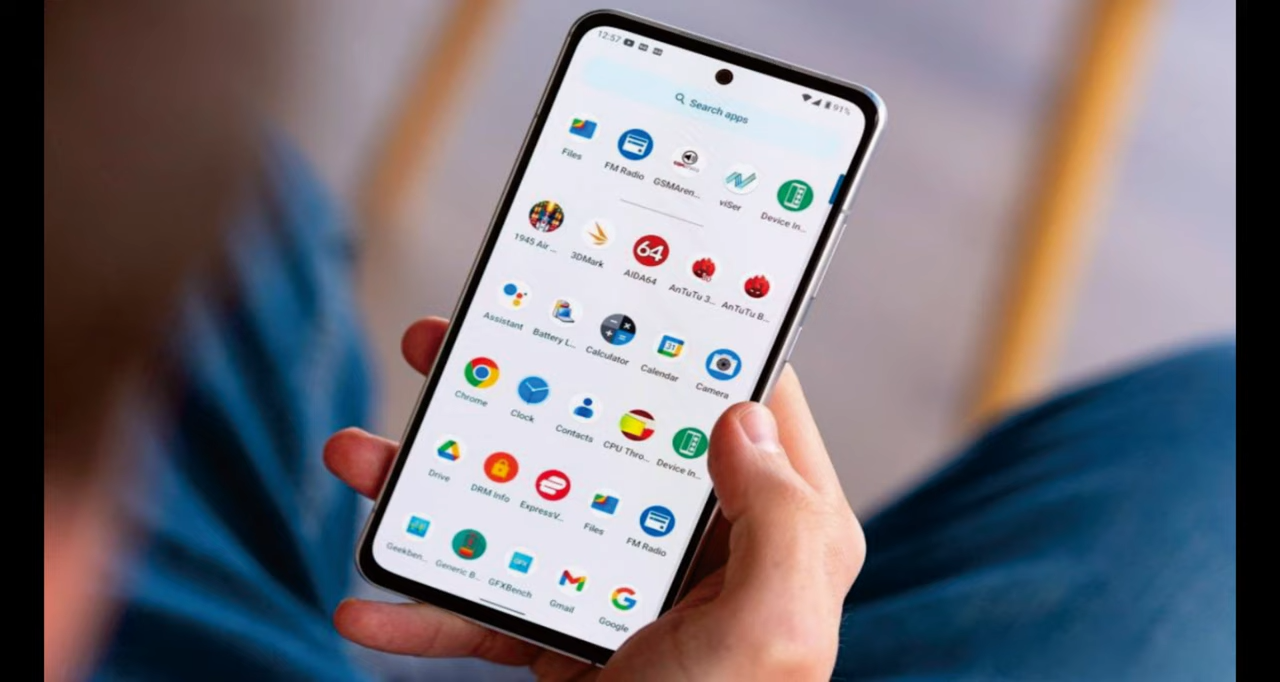 12:57
91%
Search apps
Files
FM Radio
GSMAren...
viSer
Device In...
1945 Air ...
3DMark
64
AIDA64
AnTuTu 3...
AnTuTu B...
Assistant
Battery L...
Calculator
31
Calendar
Camera
Chrome
Clock
Contacts
CPU Thro...
Device In...
Drive
DRM Info
ExpressV...
Files
FM Radio
Geekben...
Generic B...
GFX
GFXBench
Gmail
Google